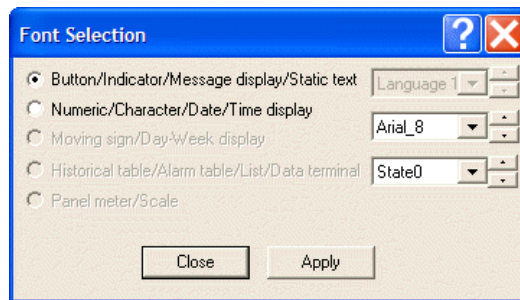 Font Selection
Button/Indicator/Message display/Static text
Language 1
Numeric/Character/Date/Time display
Arial_8
Moving sign/Day-Week display
Historical table/Alarm table/List/Data terminal
State0
Panel meter/Scale
Close
Apply